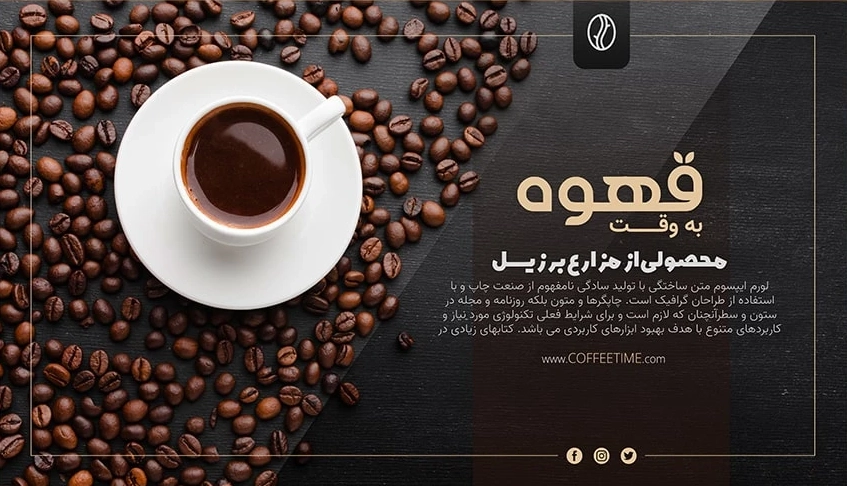 قهوه
به وقت
محصولی از مزارع برزیل
لورم ایپسوم متن ساختگی با تولید سادگی نامفهوم از صنعت چاپ و با
استفاده از طراحان گرافیک است. چاپگرها و متون بلکه روزنامه و مجله در
ستون و سطرآنچنان که لازم است و برای شرایط فعلی تکنولوژی مورد نیاز و
کاربردهای متنوع با هدف بهبود ابزارهای کاربردی می باشد. کتابهای زیادی در
www.COFFEETIME.com